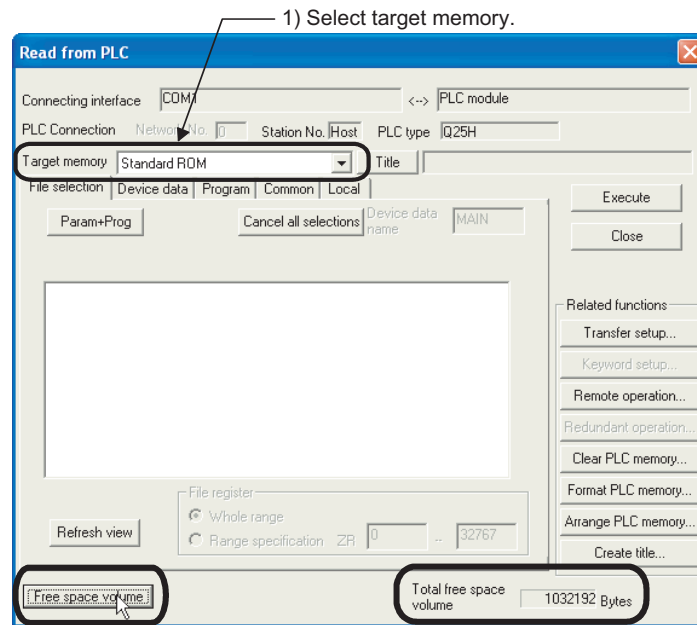 1) Select target memory.
Read from PLC
Connecting interface COM1 <--> PLC module
PLC Connection Network No. 0 Station No. Host PLC type Q25H
Target memory Standard ROM Title
File selection Device data Program Common Local
Execute
Param+Prog Cancel all selections Device data name MAIN
Close
Related functions
Transfer setup...
Keyword setup...
Remote operation...
Redundant operation...
Clear PLC memory...
File register
Format PLC memory...
Whole range
Refresh view
Arrange PLC memory...
Range specification ZR 0 .. 32767
Create title...
Free space volume
Total free space volume 1032192 Bytes